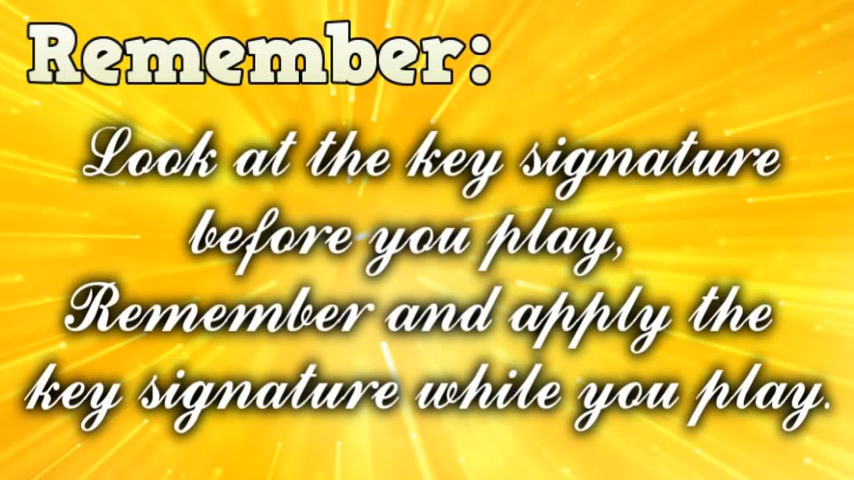 Remember:
Look at the key signature
before you play,
Remember and apply the
key signature while you play.